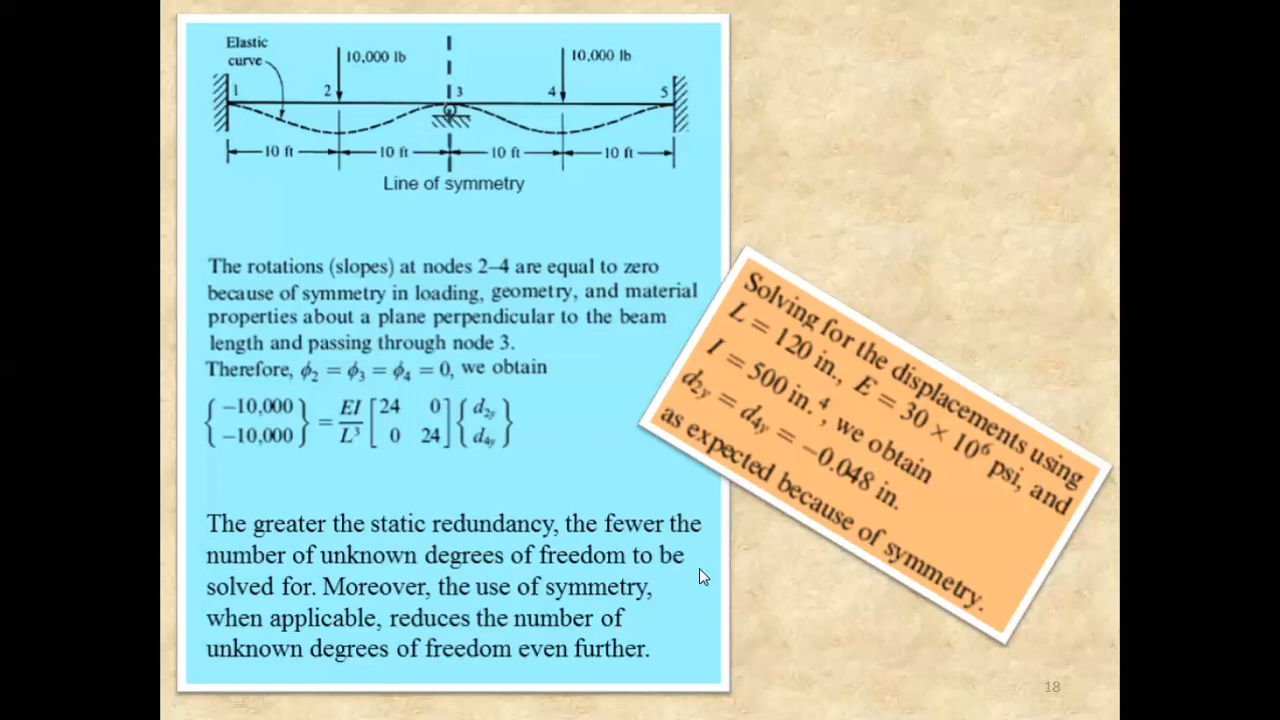 Elastic
curve
10,000 lb
10,000 lb
1
2
3
4
5
10 ft
10 ft
10 ft
10 ft
Line of symmetry
The rotations (slopes) at nodes 2–4 are equal to zero
because of symmetry in loading, geometry, and material
properties about a plane perpendicular to the beam
length and passing through node 3.
Therefore, ϕ₂ = ϕ₃ = ϕ₄ = 0, we obtain
{−10,000 −10,000} = EI/L³ [24 0 0 24] {d₂y d₄y}
The greater the static redundancy, the fewer the
number of unknown degrees of freedom to be
solved for. Moreover, the use of symmetry,
when applicable, reduces the number of
unknown degrees of freedom even further.
Solving for the displacements using
L = 120 in., E = 30 × 10⁶ psi, and
I = 500 in.⁴, we obtain
d₂y = d₄y = −0.048 in.
as expected because of symmetry.
18